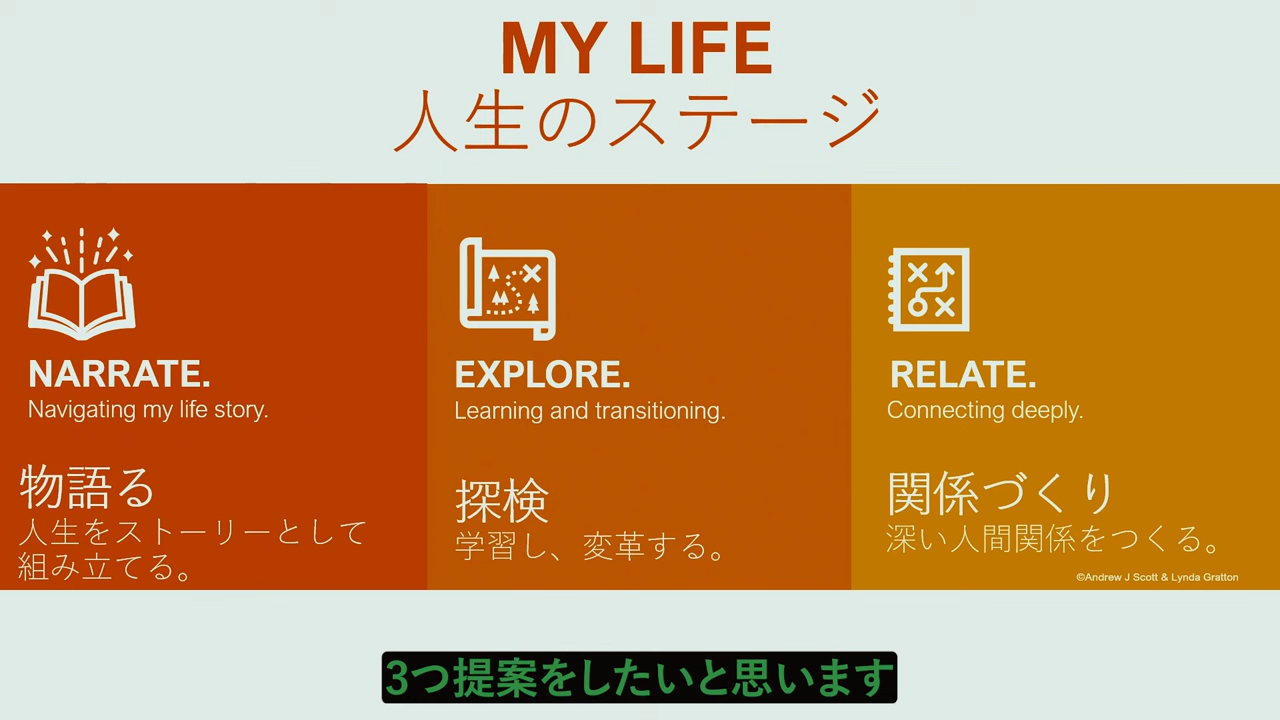 MY LIFE
人生のステージ
NARRATE.
Navigating my life story.
物語る
人生をストーリーとして
組み立てる。
EXPLORE.
Learning and transitioning.
探検
学習し、変革する。
RELATE.
Connecting deeply.
関係づくり
深い人間関係をつくる。
©Andrew J Scott & Lynda Gratton
3つ提案をしたいと思います